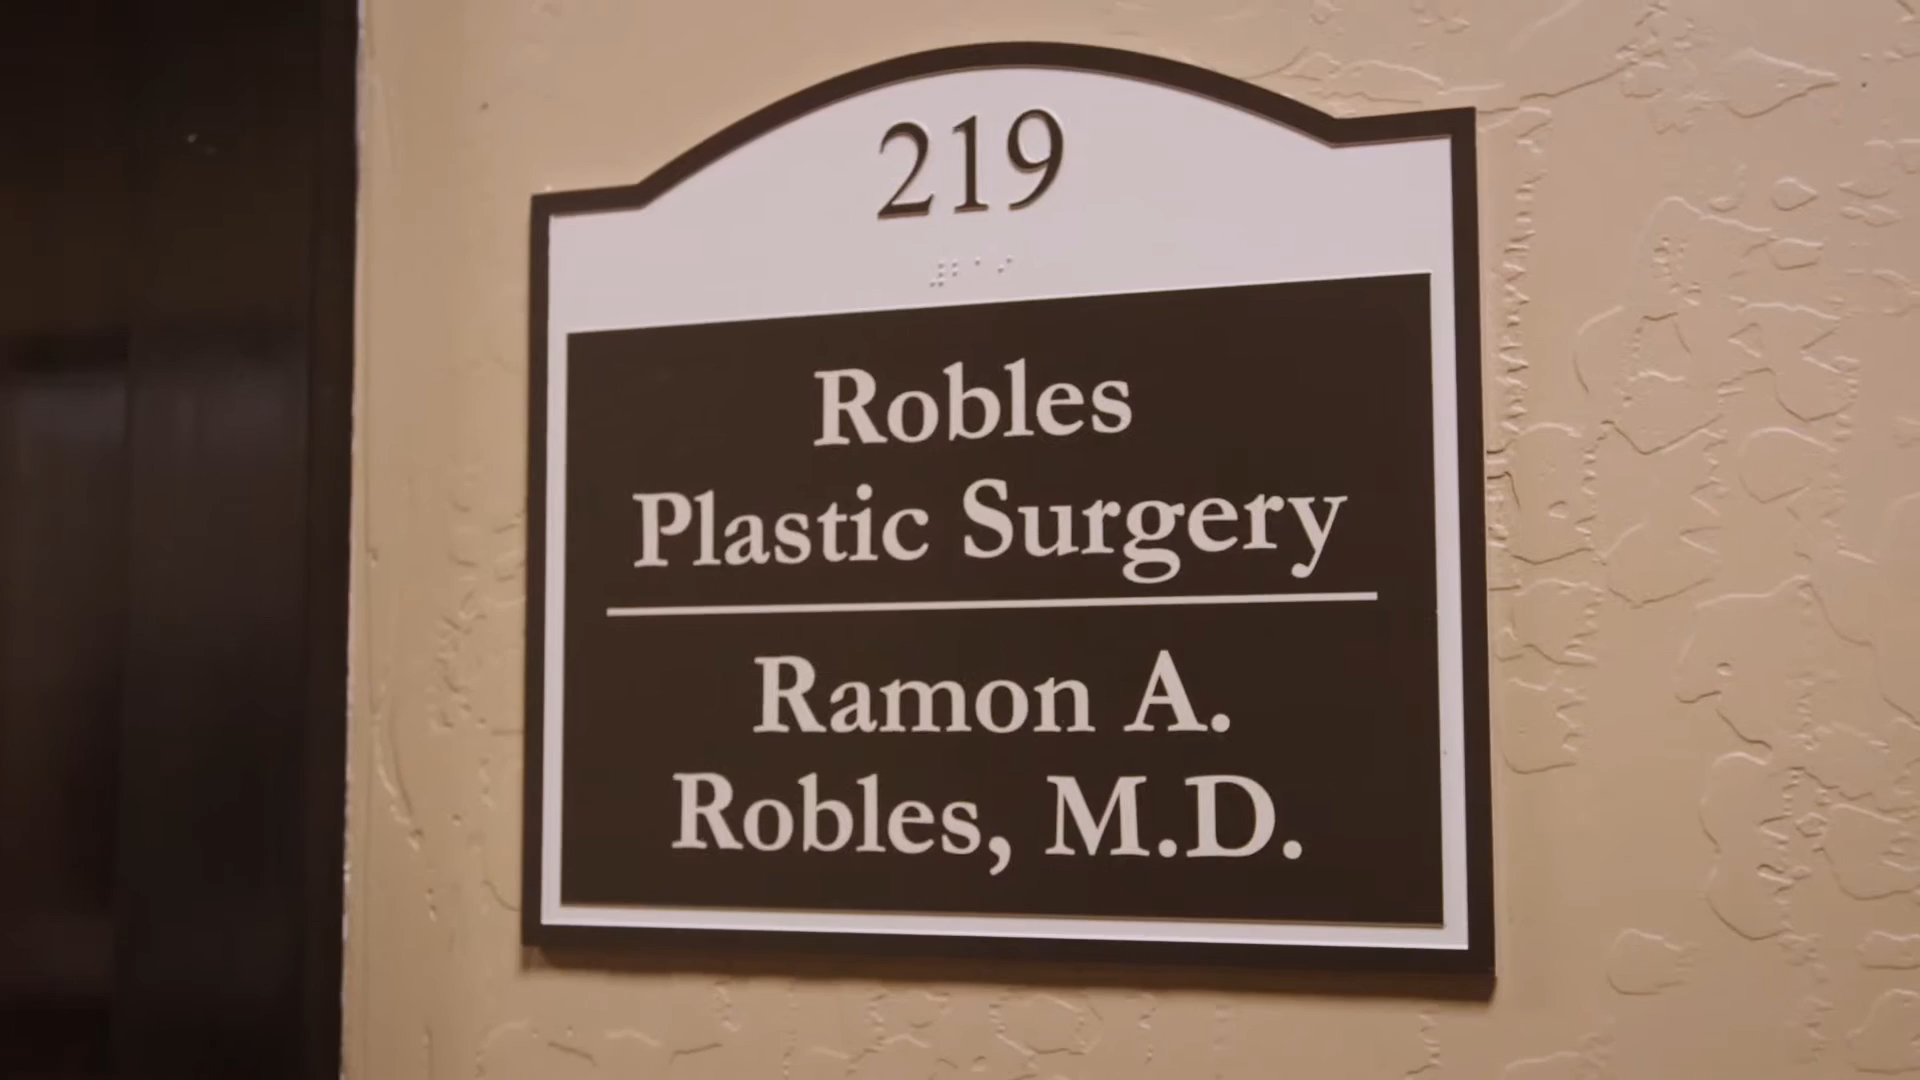 219
Robles
Plastic Surgery
Ramon A.
Robles, M.D.